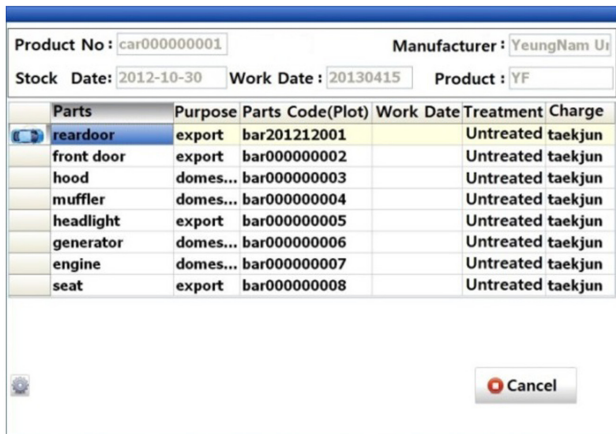 Product No : car000000001 Manufacturer : YeungNam
Stock Date: 2012-10-30 Work Date : 20130415 Product : YF
Parts Purpose Parts Code(Plot) Work Date Treatment Charge
reardoor export bar201212001 Untreated taekjun
front door export bar000000002 Untreated taekjun
hood domes... bar000000003 Untreated taekjun
muffler domes... bar000000004 Untreated taekjun
headlight export bar000000005 Untreated taekjun
generator domes... bar000000006 Untreated taekjun
engine domes... bar000000007 Untreated taekjun
seat export bar000000008 Untreated taekjun
Cancel